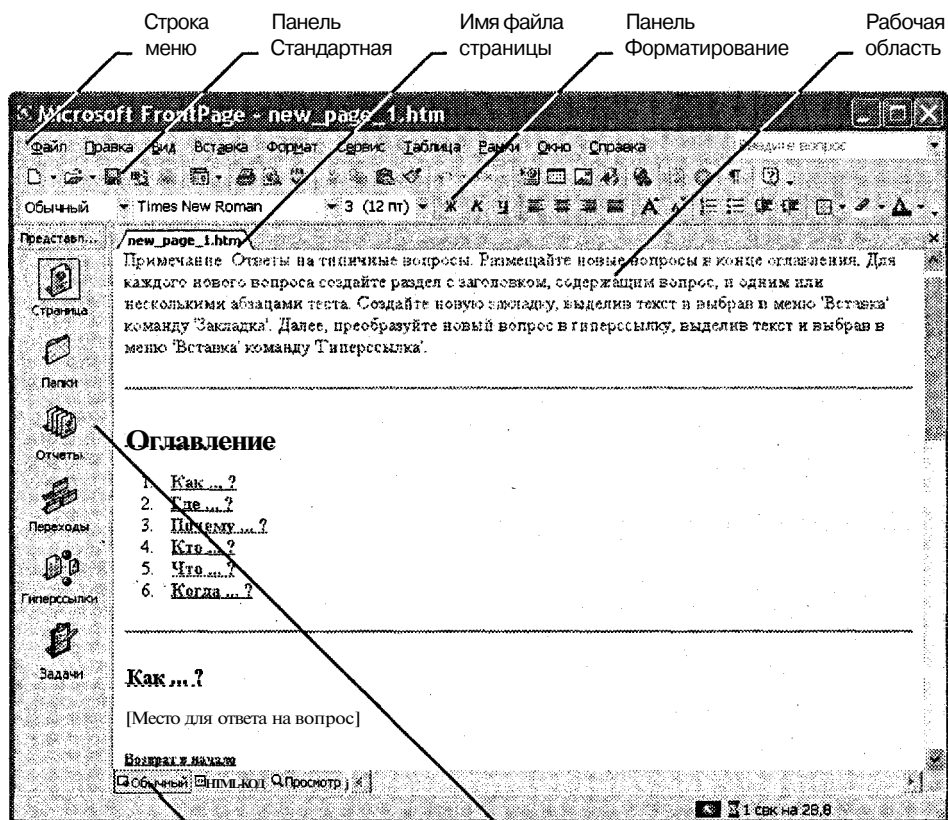 Строка меню
Панель Стандартная
Имя файла страницы
Панель Форматирование
Рабочая область
Microsoft FrontPage - new_page_1.htm
Файл Правка Вид Вставка Формат Сервис Таблица Рамки Окно Справка Введите вопрос
Обычный Times New Roman 3 (12 пт) Ж К Ч
Представл... new_page_1.htm
Примечание. Ответы на типичные вопросы. Размещайте новые вопросы в конце оглавления. Для
каждого нового вопроса создайте раздел с заголовком, содержащим вопрос, и одним или
несколькими абзацами теста. Создайте новую закладку, выделив текст и выбрав в меню 'Вставка'
команду 'Закладка'. Далее, преобразуйте новый вопрос в гиперссылку, выделив текст и выбрав в
меню 'Вставка' команду 'Гиперссылка'.
Страница
Папки
Отчеты
Переходы
Гиперссылки
Задачи
Оглавление
1. Как ... ?
2. Где ... ?
3. Почему ... ?
4. Кто ... ?
5. Что ... ?
6. Когда ... ?
Как ... ?
[Место для ответа на вопрос]
Возврат в начало
Обычный HTML-КОД Просмотр
1 сек на 28,8